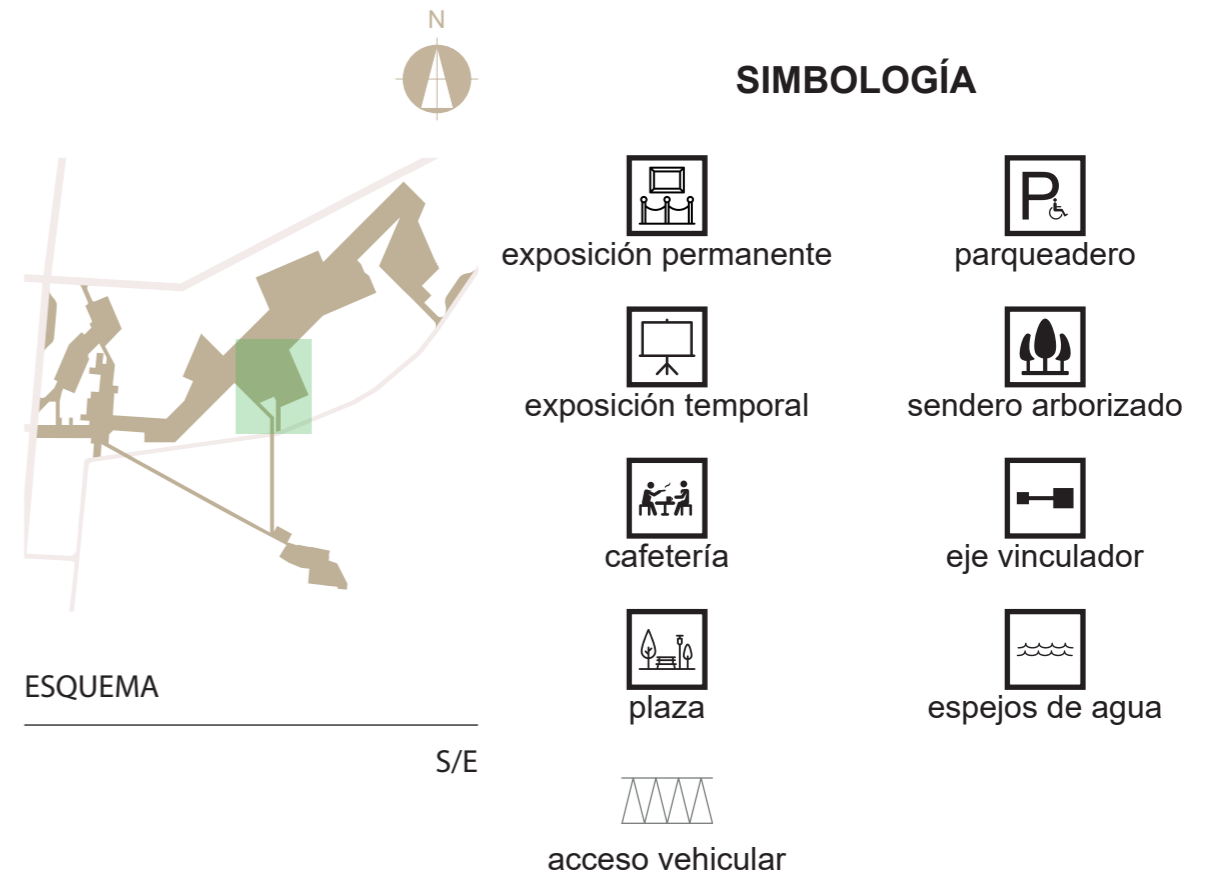 N
SIMBOLOGÍA
exposición permanente
P
parqueadero
exposición temporal
sendero arborizado
cafetería
eje vinculador
plaza
espejos de agua
acceso vehicular
ESQUEMA
S/E